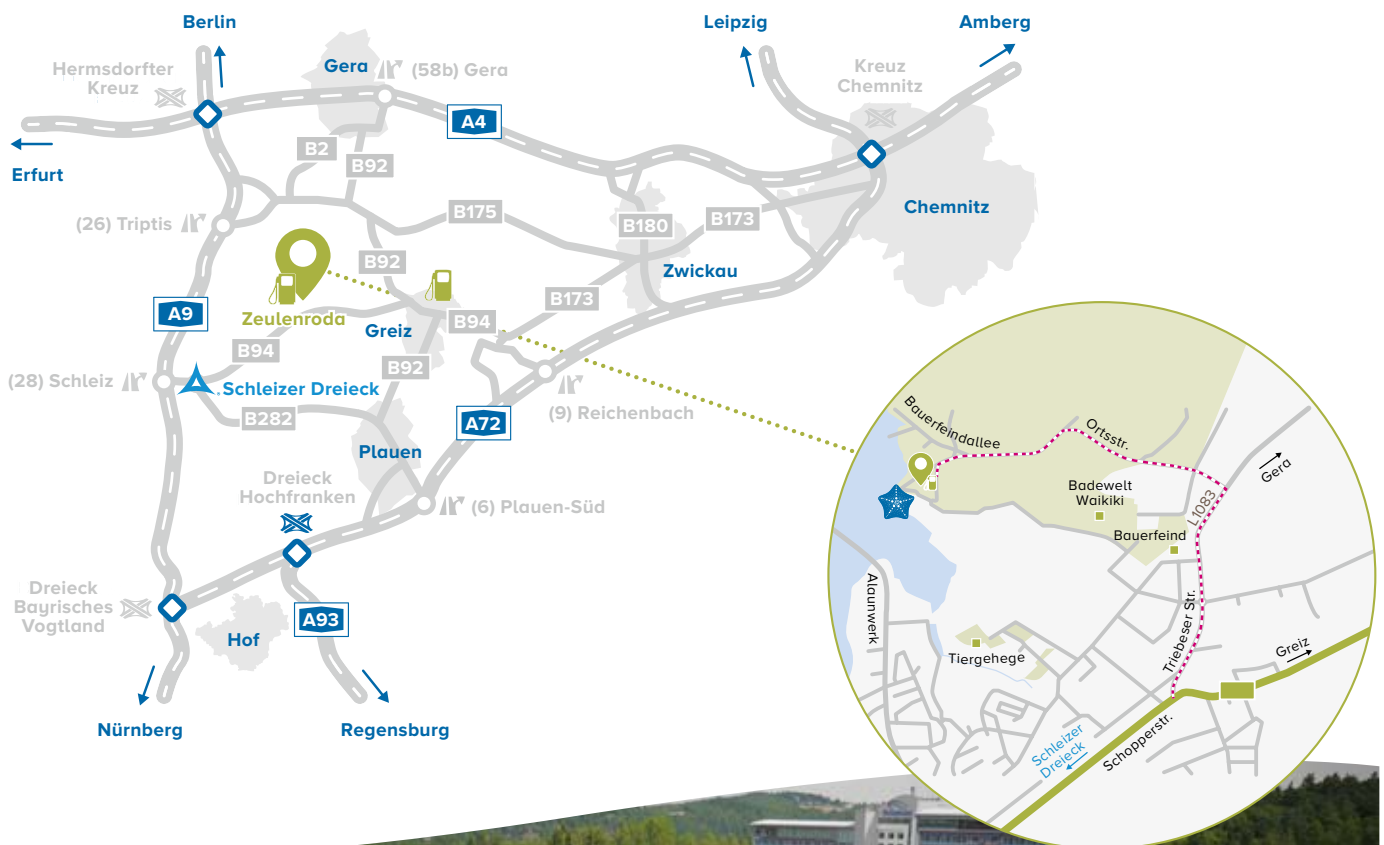 Berlin
Leipzig
Amberg
Hermsdorfter
Kreuz
Gera
(58b) Gera
Kreuz
Chemnitz
A4
B2
B92
Erfurt
(26) Triptis
B175
B180
B173
Chemnitz
B92
Zwickau
A9
Zeulenroda
Greiz
B94
B173
B94
B92
(28) Schleiz
Schleizer Dreieck
(9) Reichenbach
B282
A72
Plauen
Dreieck
Hochfranken
(6) Plauen-Süd
Dreieck
Bayrisches
Vogtland
Hof
A93
Nürnberg
Regensburg
Bauerfeindallee
Ortsstr.
Gera
Badewelt
Waikiki
L1083
Bauerfeind
Alaunwerk
Triebeser Str.
Tiergehege
Greiz
Schleizer
Dreieck
Schopperstr.